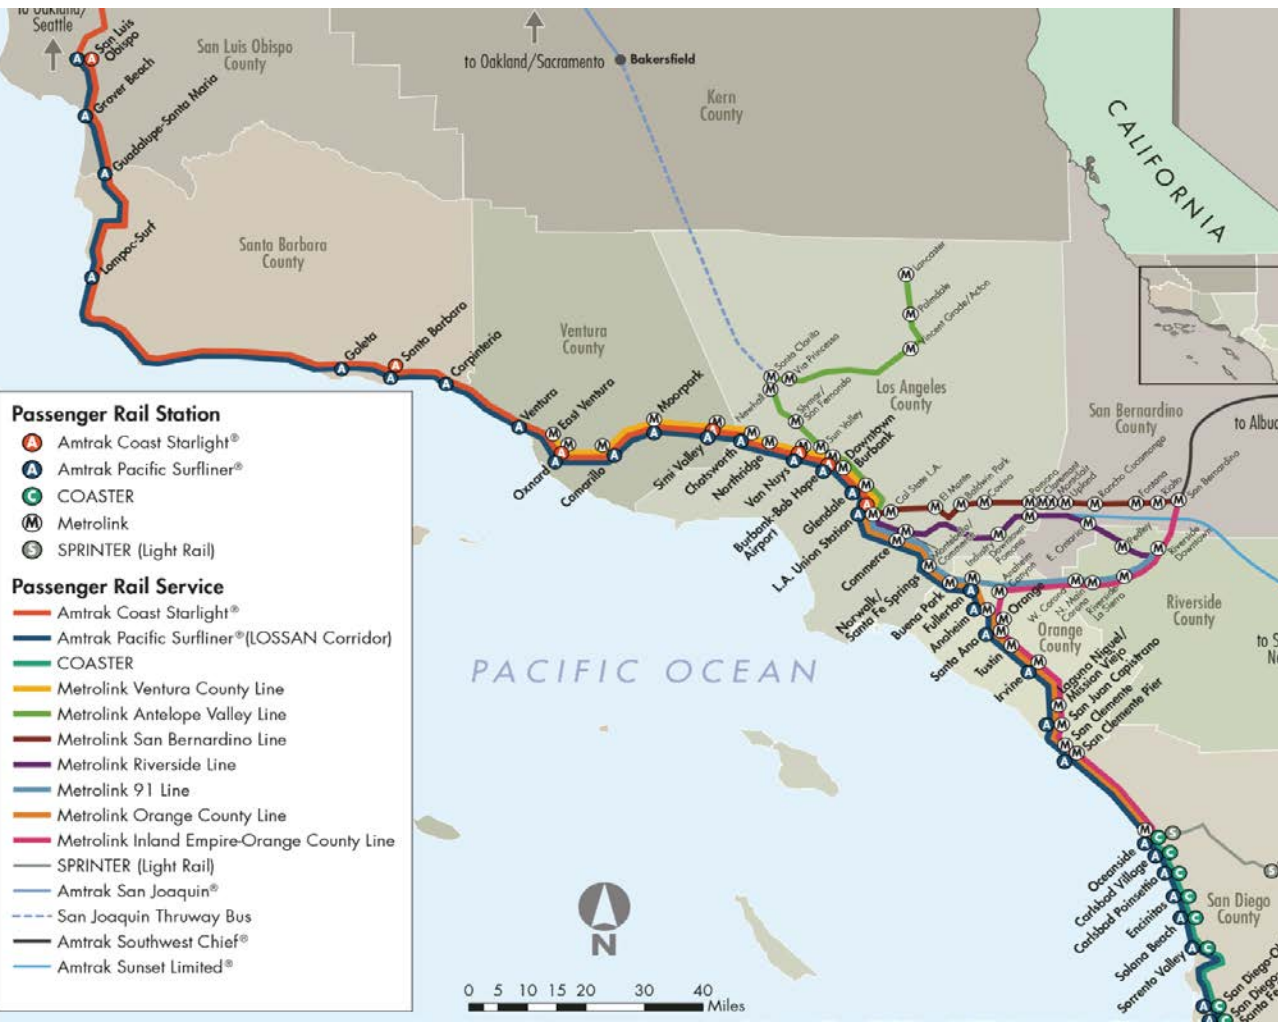 to Oakland/
Seattle
San Luis
Obispo
Grover Beach
Guadalupe-Santa Maria
Lompoc-Surf
San Luis Obispo
County
to Oakland/Sacramento
Bakersfield
Kern
County
CALIFORNIA
Santa Barbara
County
Goleta
Santa Barbara
Carpinteria
Ventura
County
Ventura
East Ventura
Oxnard
Camarillo
Moorpark
Simi Valley
Chatsworth
Northridge
Van Nuys
Burbank-Bob Hope
Airport
Glendale
L.A. Union Station
Commerce
Norwalk/
Santa Fe Springs
Buena Park
Fullerton
Anaheim
Santa Ana
Tustin
Irvine
Lancaster
Palmdale
Vincent Grade/Acton
Santa Clarita
Via Princessa
Newhall
Sylmar/
San Fernando
Sun Valley
Downtown
Burbank
Los Angeles
County
San Bernardino
County
to Albuq
Cal State L.A.
El Monte
Baldwin Park
Covina
Pomona
Claremont
Montclair
Upland
Rancho Cucamonga
Fontana
Rialto
San Bernardino
Montebello/
Commerce
Industry
Downtown
Pomona
E. Ontario
Pedley
Riverside
Downtown
Anaheim
Canyon
W. Corona
N. Main
Corona
Riverside
La Sierra
Orange
Orange
County
Riverside
County
Laguna Niguel/
Mission Viejo
San Juan Capistrano
San Clemente
San Clemente Pier
PACIFIC OCEAN
Oceanside
Carlsbad Village
Carlsbad Poinsettia
Encinitas
Solana Beach
Sorrento Valley
San Diego
County
Passenger Rail Station
A Amtrak Coast Starlight®
A Amtrak Pacific Surfliner®
C COASTER
M Metrolink
S SPRINTER (Light Rail)
Passenger Rail Service
Amtrak Coast Starlight®
Amtrak Pacific Surfliner®(LOSSAN Corridor)
COASTER
Metrolink Ventura County Line
Metrolink Antelope Valley Line
Metrolink San Bernardino Line
Metrolink Riverside Line
Metrolink 91 Line
Metrolink Orange County Line
Metrolink Inland Empire-Orange County Line
SPRINTER (Light Rail)
Amtrak San Joaquin®
San Joaquin Thruway Bus
Amtrak Southwest Chief®
Amtrak Sunset Limited®
N
0 5 10 15 20 30 40
Miles